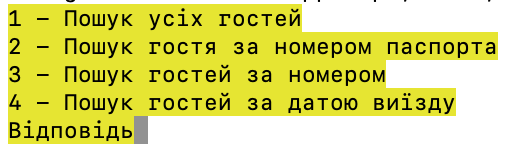 1 – Пошук усіх гостей
2 – Пошук гостя за номером паспорта
3 – Пошук гостей за номером
4 – Пошук гостей за датою виїзду
Відповідь